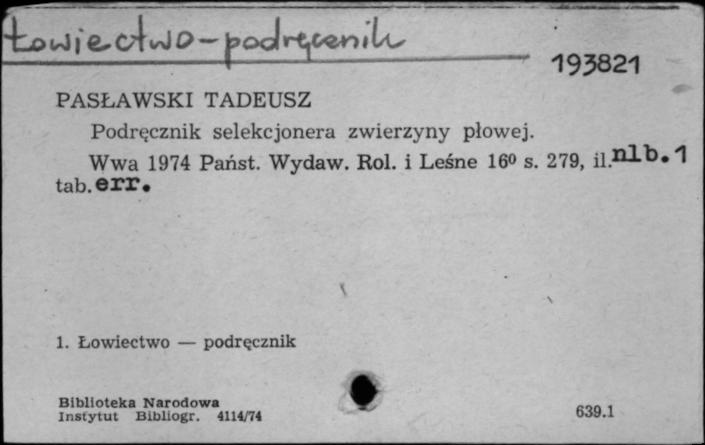 Łowiectwo - podręcznik
193821
PASŁAWSKI TADEUSZ
Podręcznik selekcjonera zwierzyny płowej.
Wwa 1974 Państ. Wydaw. Rol. i Leśne 16⁰ s. 279, il. nlb. 1
tab. err.
1. Łowiectwo — podręcznik
Biblioteka Narodowa
Instytut Bibliogr. 4114/74
639.1